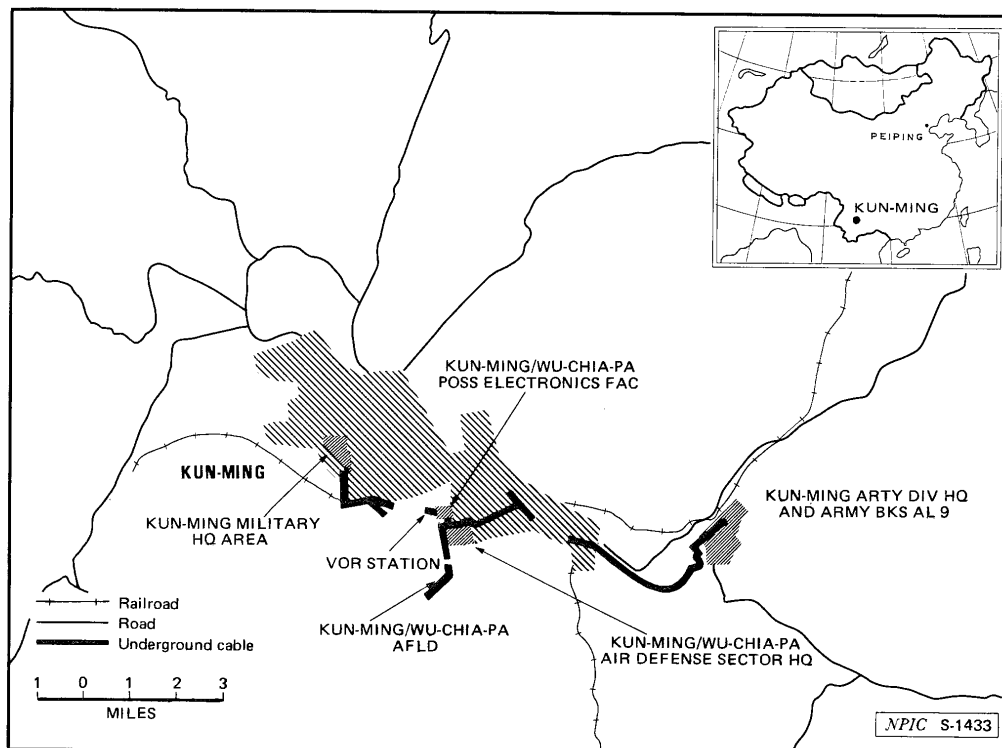 PEIPING
KUN-MING
KUN-MING/WU-CHIA-PA
POSS ELECTRONICS FAC
KUN-MING
KUN-MING MILITARY
HQ AREA
VOR STATION
KUN-MING ARTY DIV HQ
AND ARMY BKS AL 9
KUN-MING/WU-CHIA-PA
AFLD
KUN-MING/WU-CHIA-PA
AIR DEFENSE SECTOR HQ
Railroad
Road
Underground cable
1 0 1 2 3
MILES
NPIC S-1433